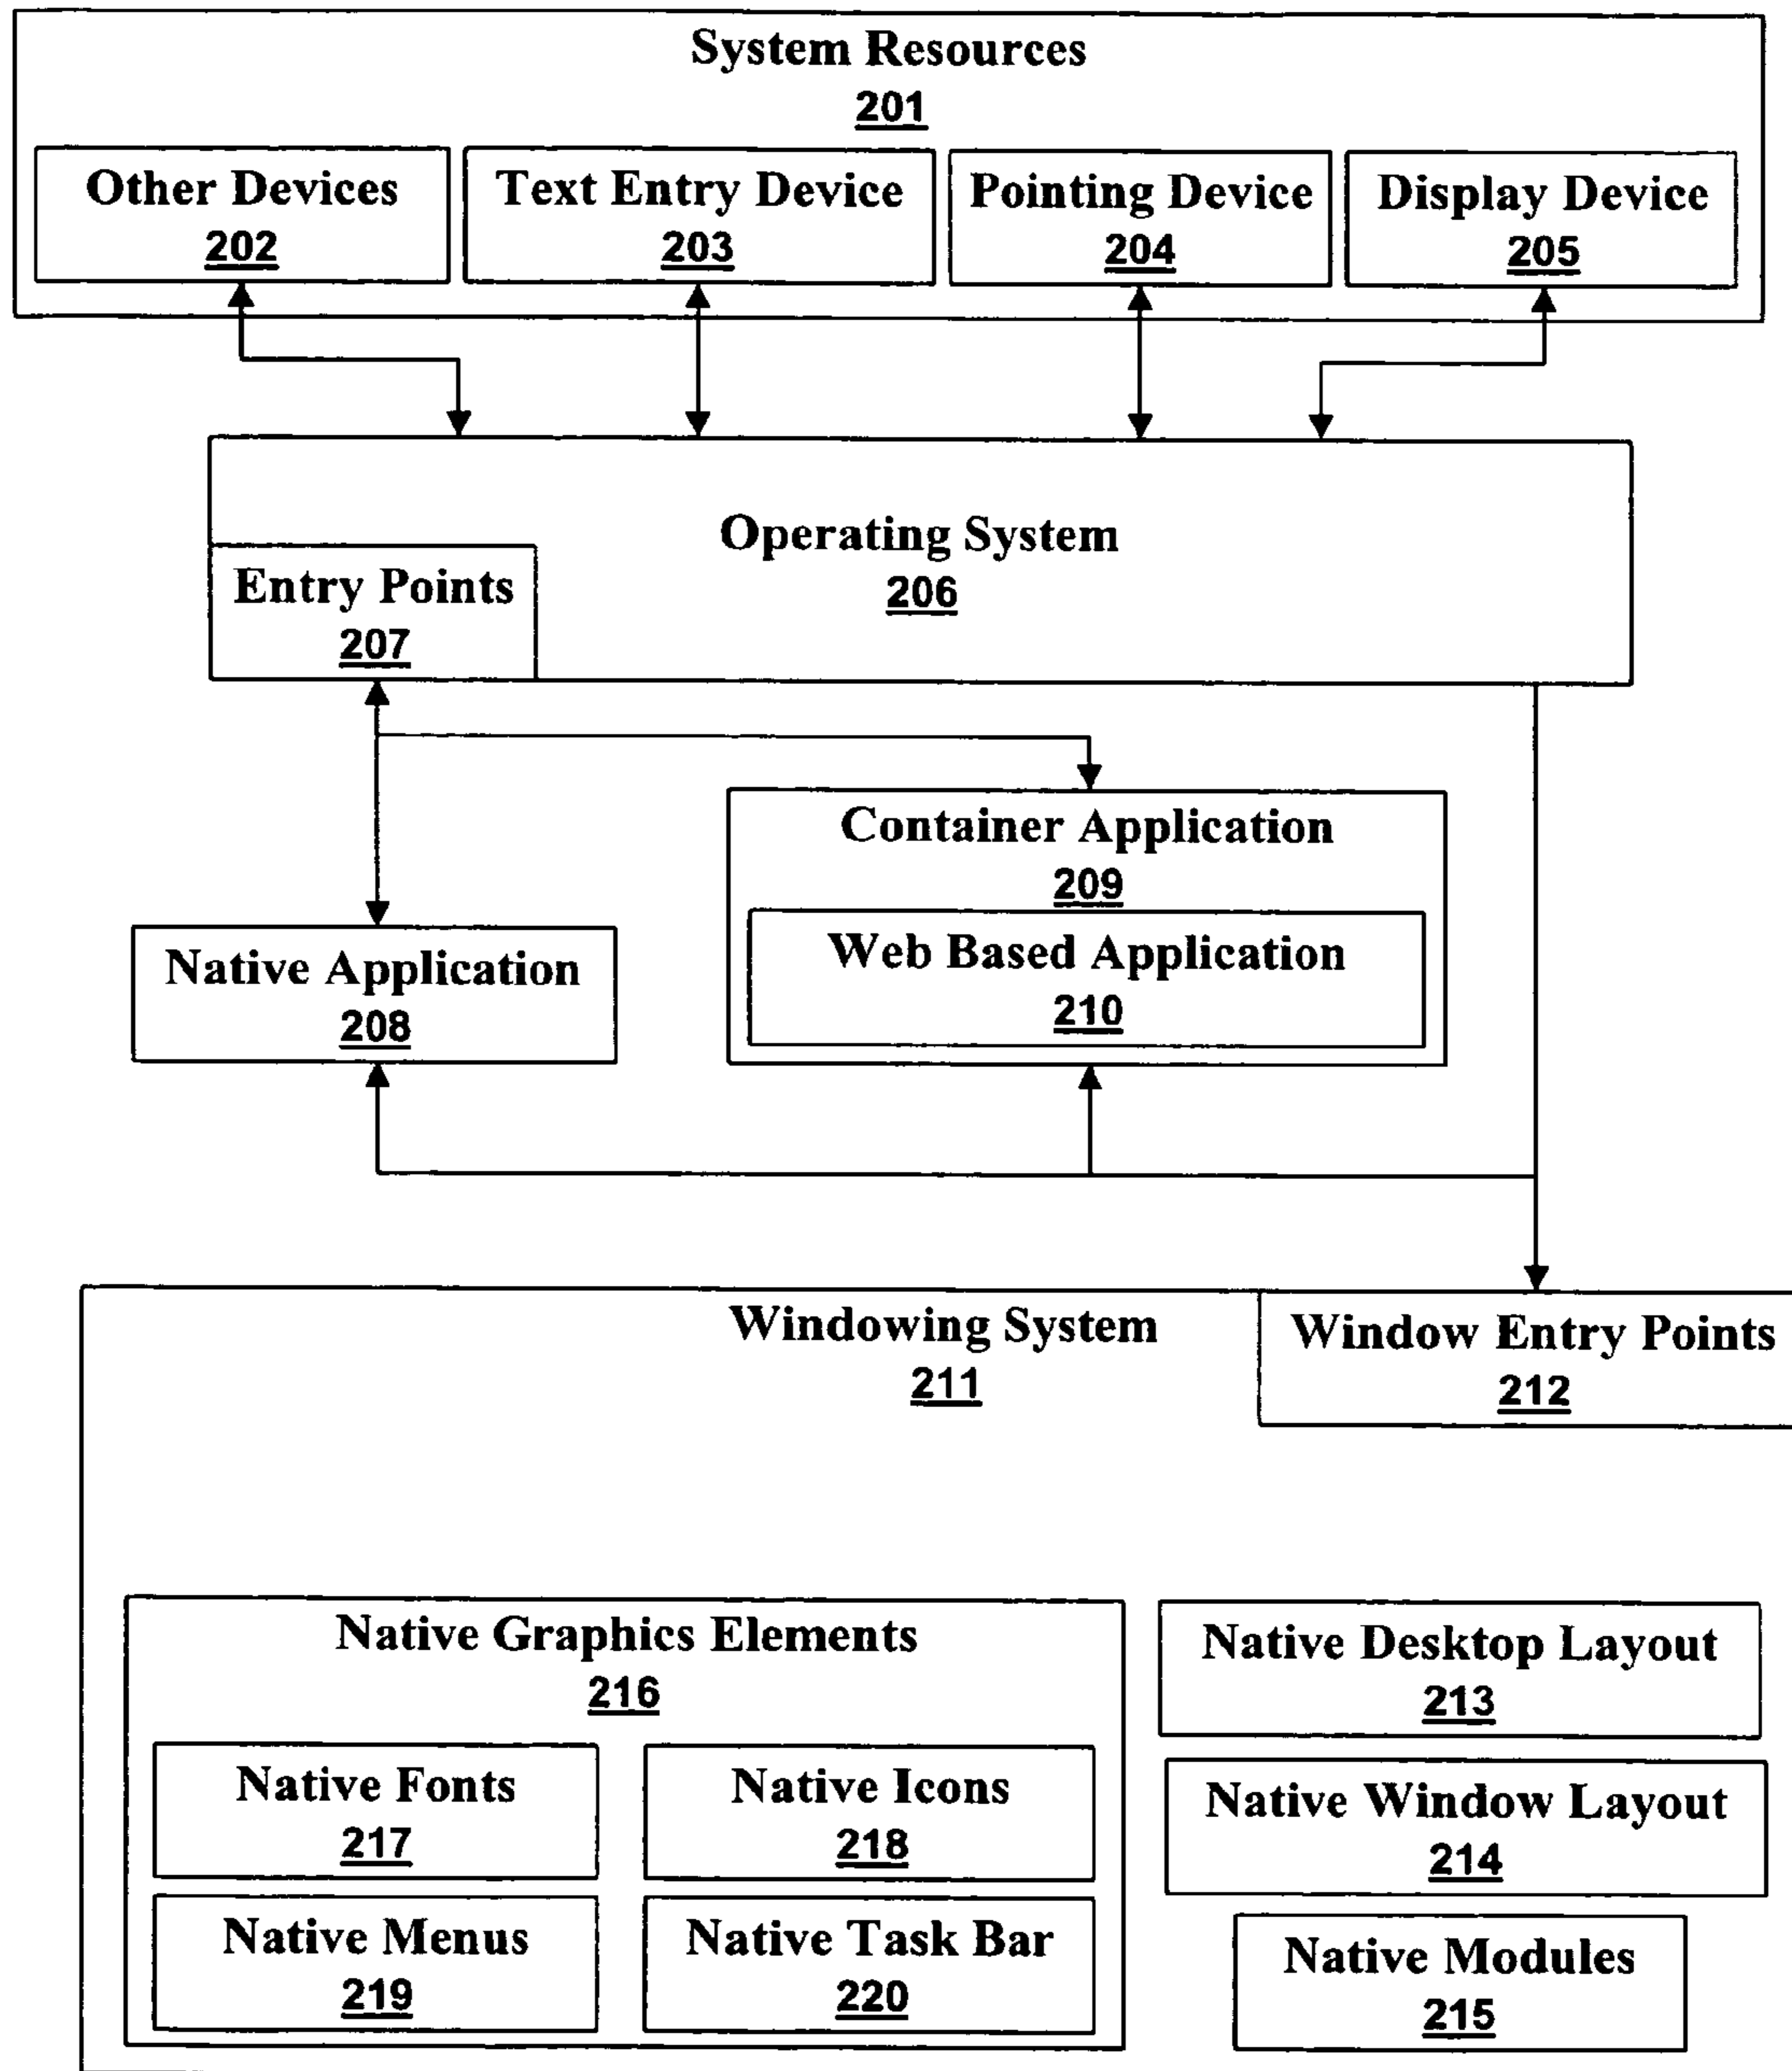 System Resources
201
Other Devices
202
Text Entry Device
203
Pointing Device
204
Display Device
205
Operating System
206
Entry Points
207
Container Application
209
Web Based Application
210
Native Application
208
Windowing System
211
Window Entry Points
212
Native Graphics Elements
216
Native Fonts
217
Native Icons
218
Native Menus
219
Native Task Bar
220
Native Desktop Layout
213
Native Window Layout
214
Native Modules
215